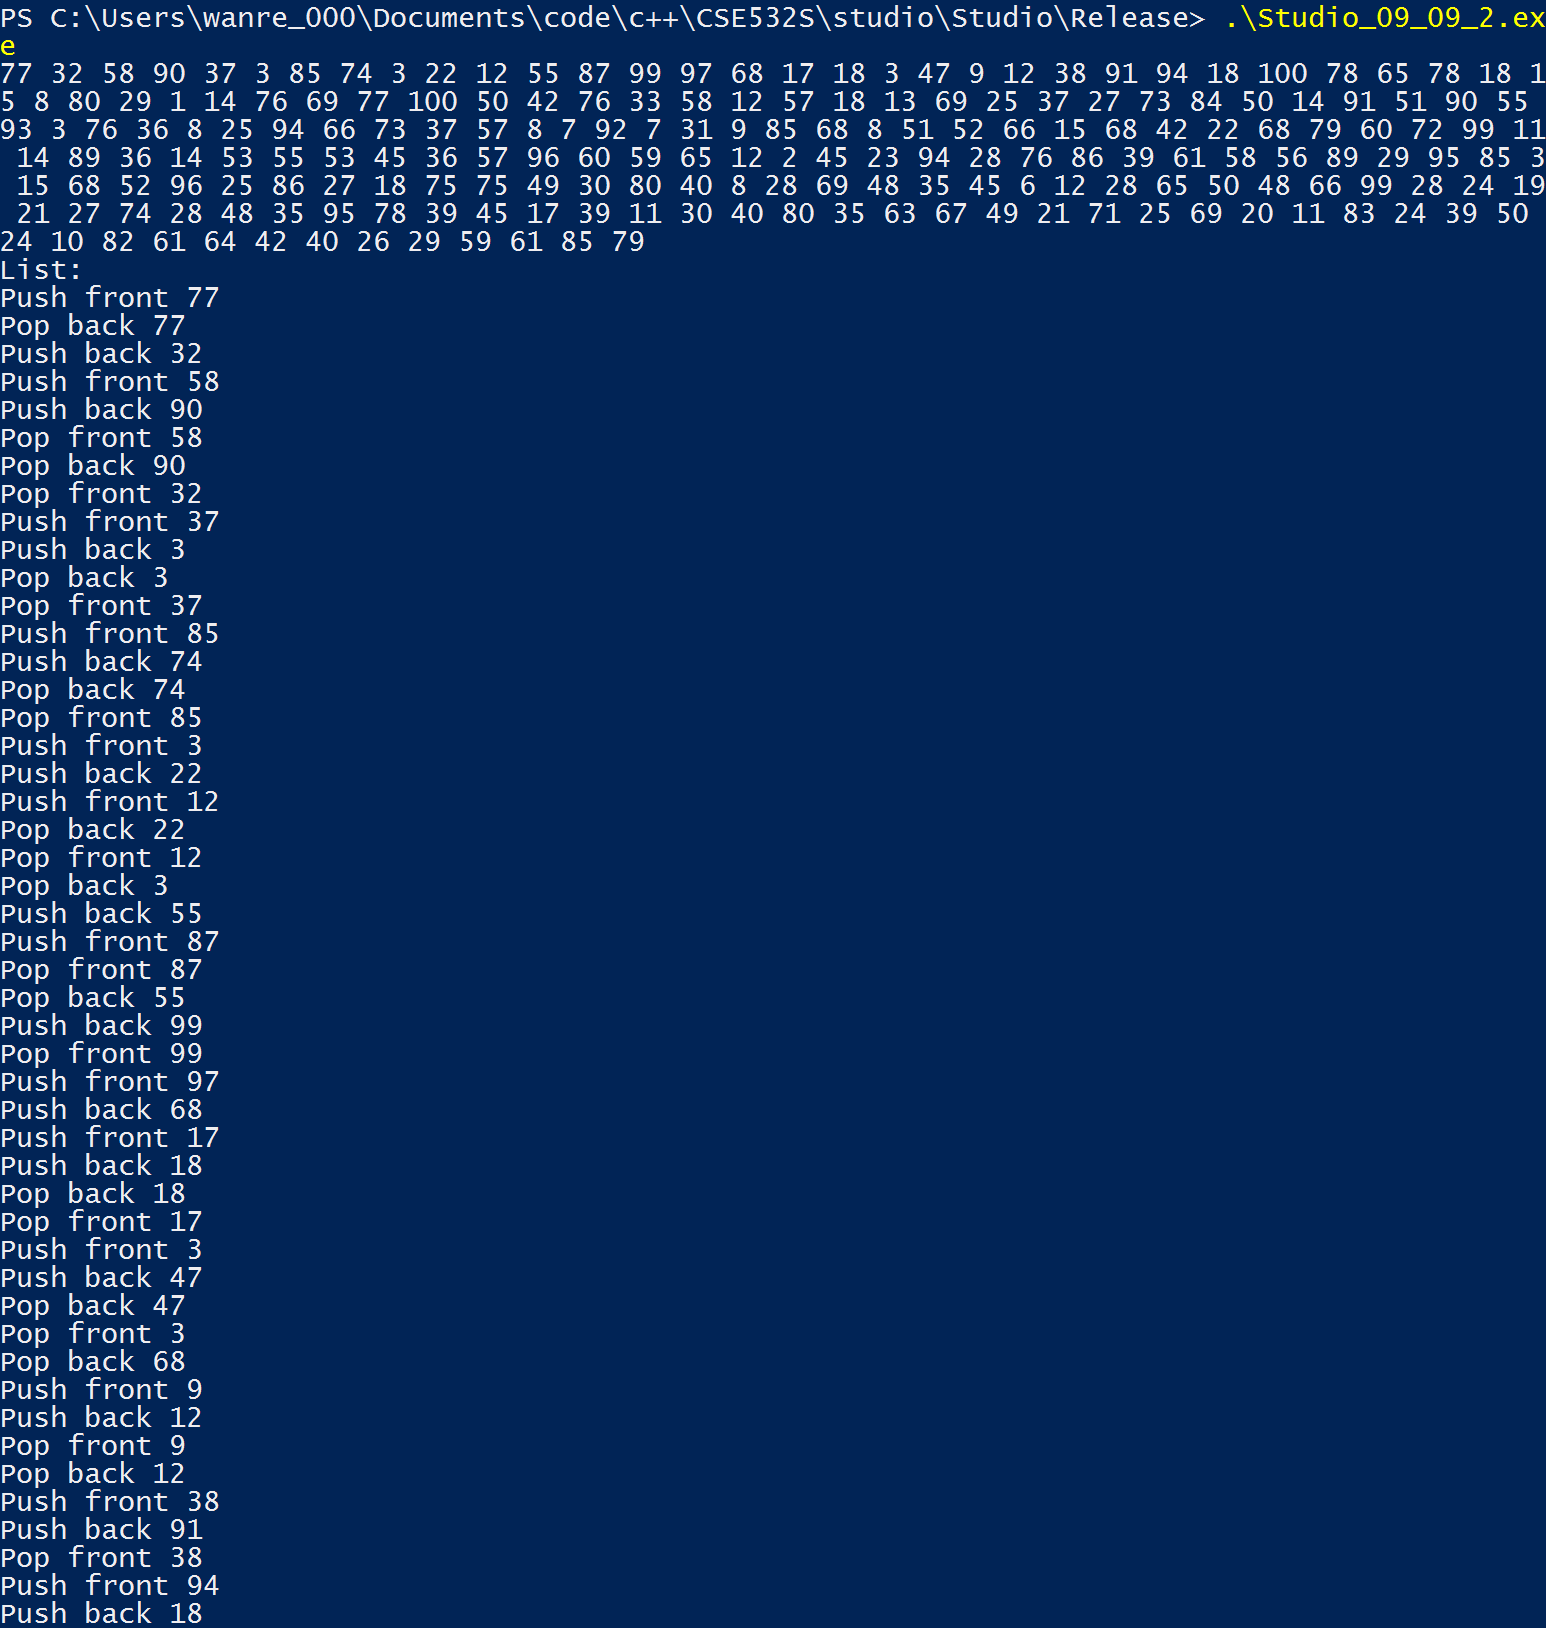 PS C:\Users\wanre_000\Documents\code\c++\CSE532S\studio\Studio\Release> .\Studio_09_09_2.ex
e
77 32 58 90 37 3 85 74 3 22 12 55 87 99 97 68 17 18 3 47 9 12 38 91 94 18 100 78 65 78 18 1
5 8 80 29 1 14 76 69 77 100 50 42 76 33 58 12 57 18 13 69 25 37 27 73 84 50 14 91 51 90 55
93 3 76 36 8 25 94 66 73 37 57 8 7 92 7 31 9 85 68 8 51 52 66 15 68 42 22 68 79 60 72 99 11
14 89 36 14 53 55 53 45 36 57 96 60 59 65 12 2 45 23 94 28 76 86 39 61 58 56 89 29 95 85 3
15 68 52 96 25 86 27 18 75 75 49 30 80 40 8 28 69 48 35 45 6 12 28 65 50 48 66 99 28 24 19
21 27 74 28 48 35 95 78 39 45 17 39 11 30 40 80 35 63 67 49 21 71 25 69 20 11 83 24 39 50
24 10 82 61 64 42 40 26 29 59 61 85 79
List:
Push front 77
Pop back 77
Push back 32
Push front 58
Push back 90
Pop front 58
Pop back 90
Pop front 32
Push front 37
Push back 3
Pop back 3
Pop front 37
Push front 85
Push back 74
Pop back 74
Pop front 85
Push front 3
Push back 22
Push front 12
Pop back 22
Pop front 12
Pop back 3
Push back 55
Push front 87
Pop front 87
Pop back 55
Push back 99
Pop front 99
Push front 97
Push back 68
Push front 17
Push back 18
Pop back 18
Pop front 17
Push front 3
Push back 47
Pop back 47
Pop front 3
Pop back 68
Push front 9
Push back 12
Pop front 9
Pop back 12
Push front 38
Push back 91
Pop front 38
Push front 94
Push back 18